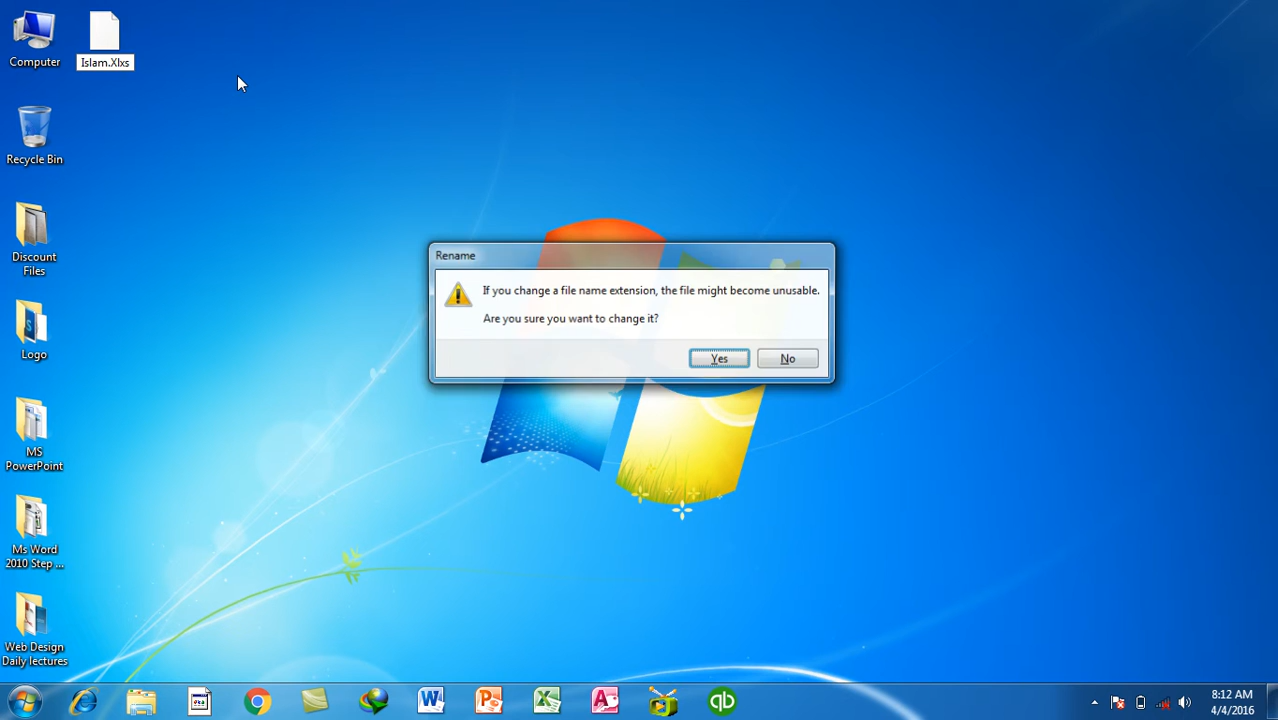 Computer
Islam.Xlxs
Recycle Bin
Discount
Files
Logo
MS
PowerPoint
Ms Word
2010 Step ...
Web Design
Daily lectures
Rename
If you change a file name extension, the file might become unusable.
Are you sure you want to change it?
Yes
No
8:12 AM
4/4/2016